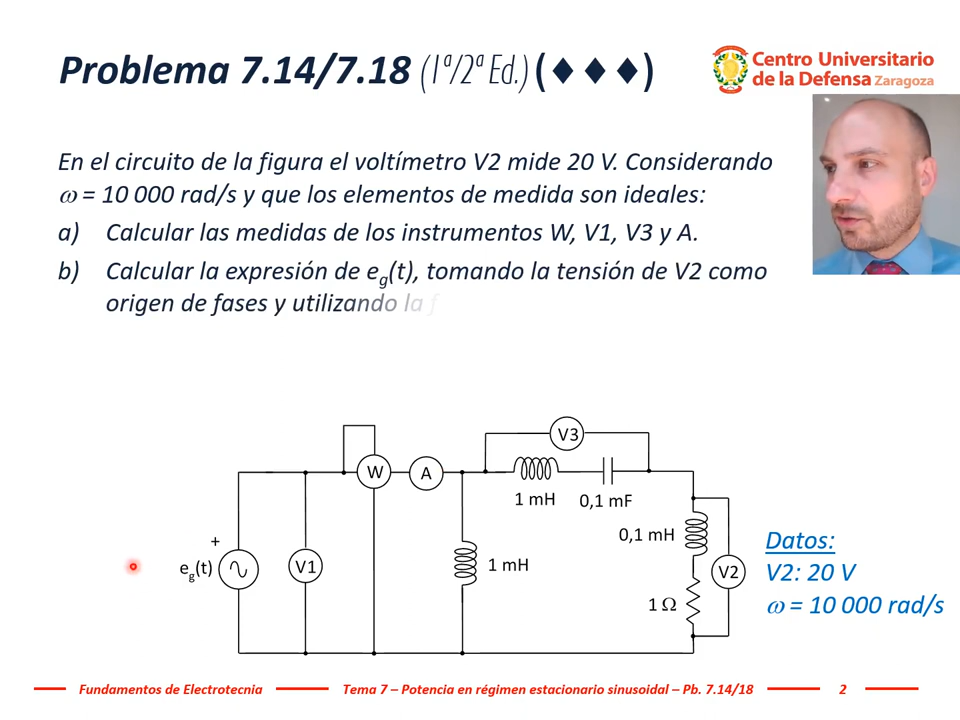 Problema 7.14/7.18 (1ª/2ª Ed.) (♦♦♦)
Centro Universitario
de la Defensa Zaragoza
En el circuito de la figura el voltímetro V2 mide 20 V. Considerando
ω = 10 000 rad/s y que los elementos de medida son ideales:
a) Calcular las medidas de los instrumentos W, V1, V3 y A.
b) Calcular la expresión de eg(t), tomando la tensión de V2 como
origen de fases y utilizando la f
V3
W
A
1 mH
0,1 mF
0,1 mH
+
eg(t)
V1
1 mH
V2
1 Ω
Datos:
V2: 20 V
ω = 10 000 rad/s
Fundamentos de Electrotecnia
Tema 7 – Potencia en régimen estacionario sinusoidal – Pb. 7.14/18
2